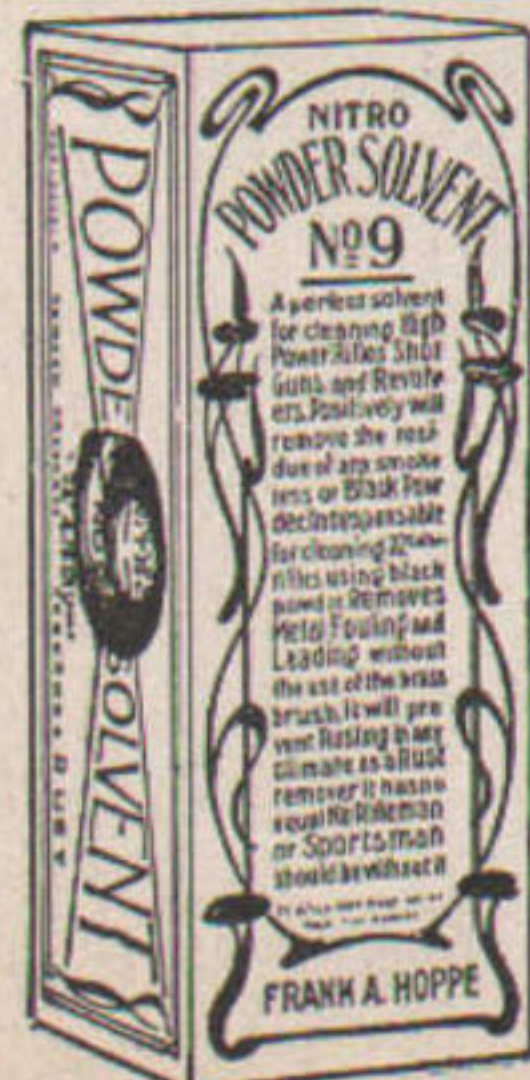 NITRO
POWDER SOLVENT
Nº 9
A perfect solvent
for cleaning High
Power Rifles Shot
Guns and Revolv
ers. Positively will
remove the resi
due of any smoke
less or Black Pow
der. Indespensable
for cleaning 22
rifles using black
powder Removes
Metal Fouling and
Leading without
the use of the brass
brush. It will pre
vent Rusting in any
climate as a Rust
remover it has no
equal No Rifleman
or Sportsman
should be without it
FRANK A. HOPPE
POWDE
SOLVENT